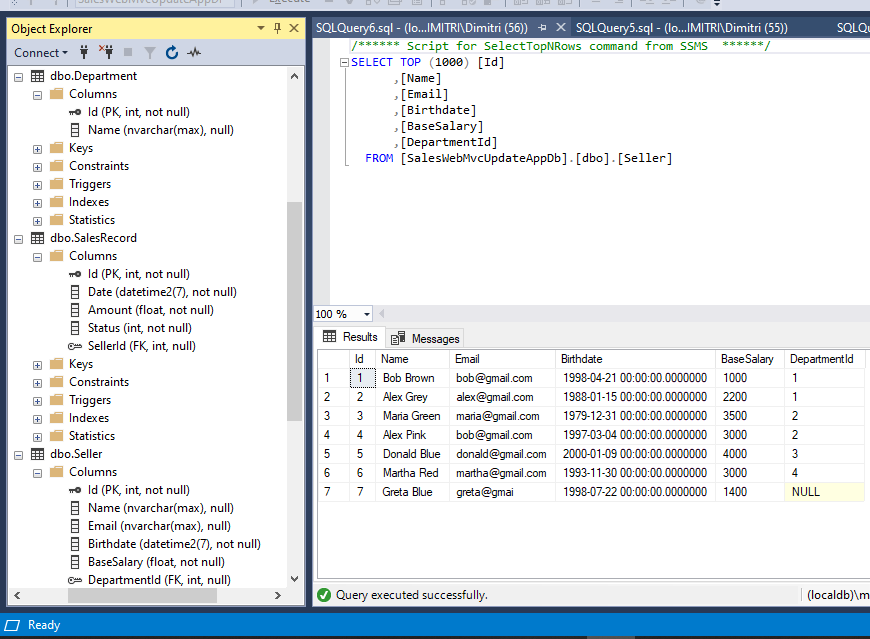 SalesWebMvcUpdateAppDb
Execute
Object Explorer
Connect
dbo.Department
Columns
Id (PK, int, not null)
Name (nvarchar(max), null)
Keys
Constraints
Triggers
Indexes
Statistics
dbo.SalesRecord
Columns
Id (PK, int, not null)
Date (datetime2(7), not null)
Amount (float, not null)
Status (int, not null)
SellerId (FK, int, null)
Keys
Constraints
Triggers
Indexes
Statistics
dbo.Seller
Columns
Id (PK, int, not null)
Name (nvarchar(max), null)
Email (nvarchar(max), null)
Birthdate (datetime2(7), not null)
BaseSalary (float, not null)
DepartmentId (FK, int, null)
SQLQuery6.sql - (lo...IMITRI\Dimitri (56)) SQLQuery5.sql - (lo...IMITRI\Dimitri (55)) SQLQu
/****** Script for SelectTopNRows command from SSMS ******/
SELECT TOP (1000) [Id]
,[Name]
,[Email]
,[Birthdate]
,[BaseSalary]
,[DepartmentId]
FROM [SalesWebMvcUpdateAppDb].[dbo].[Seller]
100 %
Results Messages
Id Name Email Birthdate BaseSalary DepartmentId
1 1 Bob Brown bob@gmail.com 1998-04-21 00:00:00.0000000 1000 1
2 2 Alex Grey alex@gmail.com 1988-01-15 00:00:00.0000000 2200 1
3 3 Maria Green maria@gmail.com 1979-12-31 00:00:00.0000000 3500 2
4 4 Alex Pink bob@gmail.com 1997-03-04 00:00:00.0000000 3000 2
5 5 Donald Blue donald@gmail.com 2000-01-09 00:00:00.0000000 4000 3
6 6 Martha Red martha@gmail.com 1993-11-30 00:00:00.0000000 3000 4
7 7 Greta Blue greta@gmai 1998-07-22 00:00:00.0000000 1400 NULL
Query executed successfully. (localdb)\m
Ready